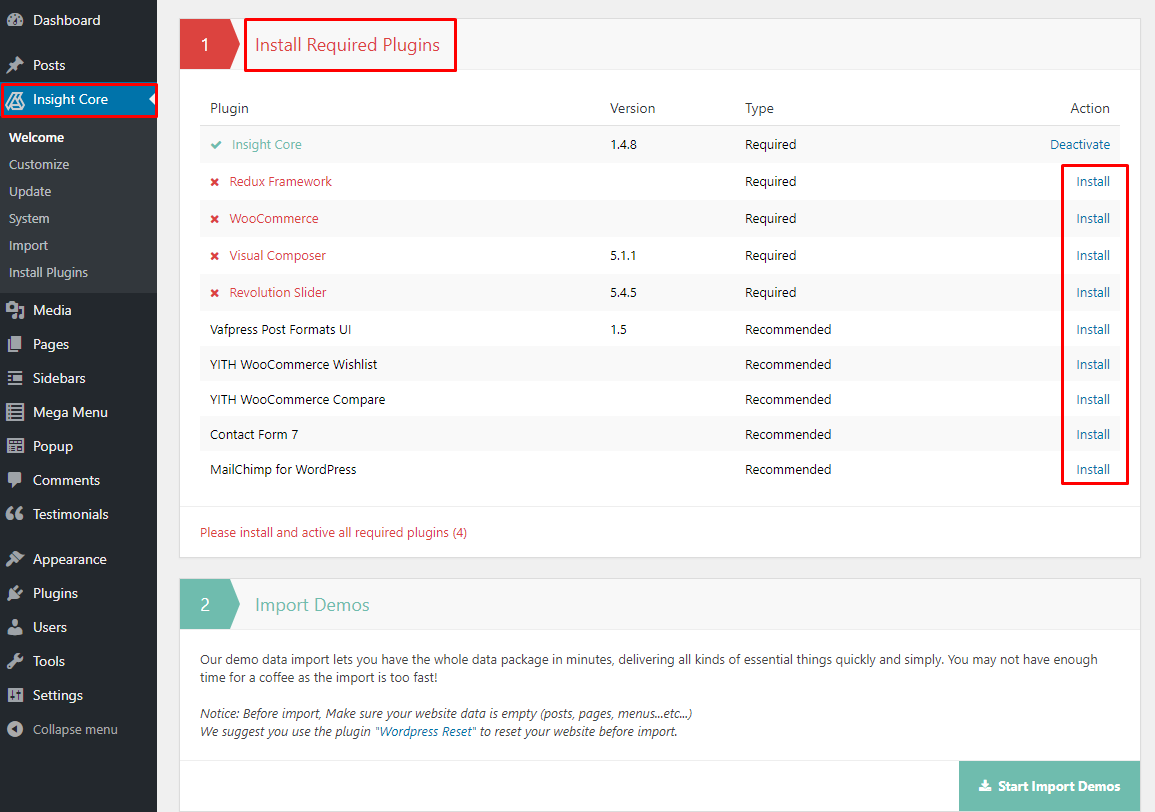 Dashboard
Posts
Insight Core
Welcome
Customize
Update
System
Import
Install Plugins
Media
Pages
Sidebars
Mega Menu
Popup
Comments
Testimonials
Appearance
Plugins
Users
Tools
Settings
Collapse menu
1 Install Required Plugins
Plugin Version Type Action
Insight Core 1.4.8 Required Deactivate
Redux Framework Required Install
WooCommerce Required Install
Visual Composer 5.1.1 Required Install
Revolution Slider 5.4.5 Required Install
Vafpress Post Formats UI 1.5 Recommended Install
YITH WooCommerce Wishlist Recommended Install
YITH WooCommerce Compare Recommended Install
Contact Form 7 Recommended Install
MailChimp for WordPress Recommended Install
Please install and active all required plugins (4)
2 Import Demos
Our demo data import lets you have the whole data package in minutes, delivering all kinds of essential things quickly and simply. You may not have enough
time for a coffee as the import is too fast!
Notice: Before import, Make sure your website data is empty (posts, pages, menus...etc...)
We suggest you use the plugin "Wordpress Reset" to reset your website before import.
Start Import Demos